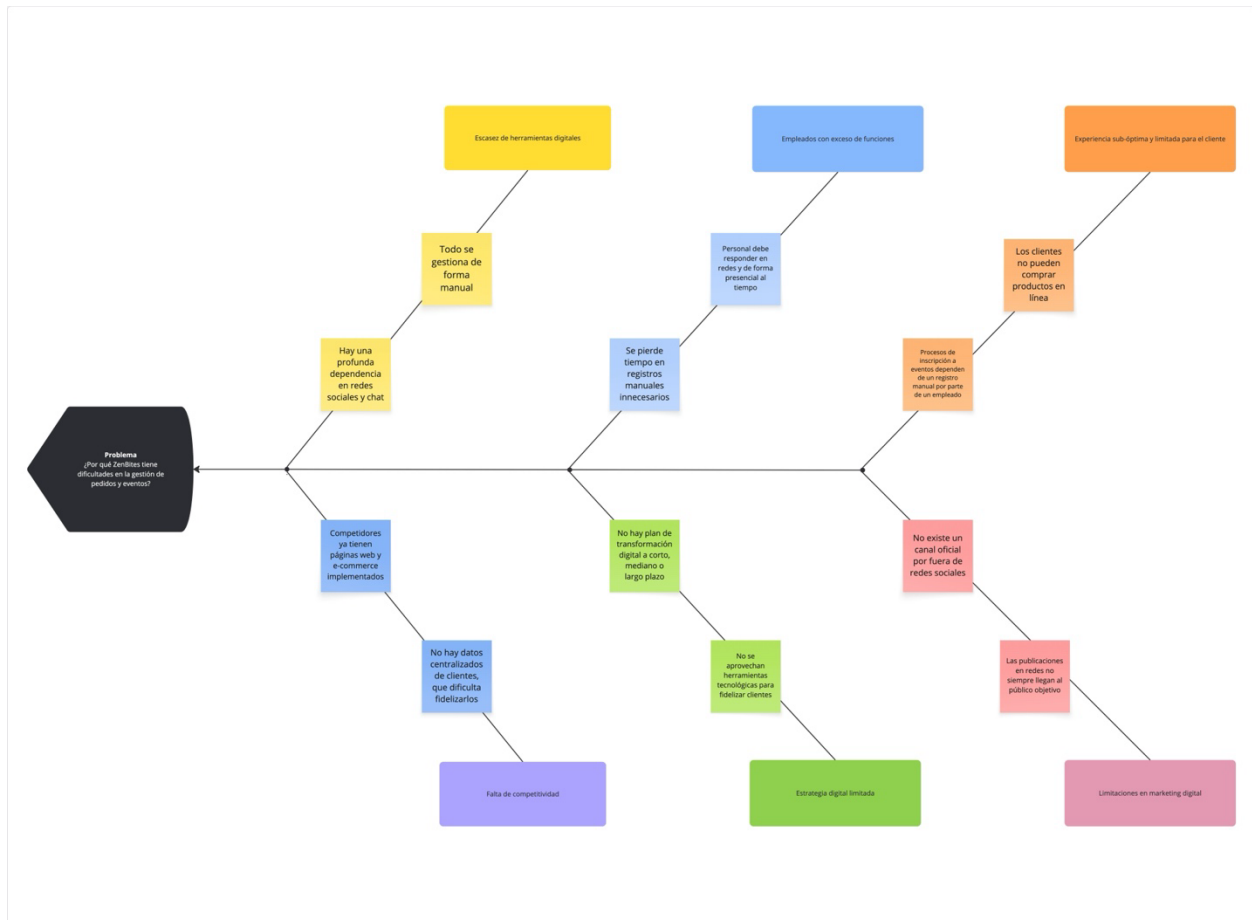 Escasez de herramientas digitales
Empleados con exceso de funciones
Experiencia sub-óptima y limitada para el cliente
Todo se
gestiona de
forma
manual
Personal debe
responder en
redes y de forma
presencial al
tiempo
Los clientes
no pueden
comprar
productos en
línea
Hay una
profunda
dependencia
en redes
sociales y chat
Se pierde
tiempo en
registros
manuales
innecesarios
Procesos de
inscripción a
eventos dependen
de un registro
manual por parte
de un empleado
Problema
¿Por qué ZenBites tiene
dificultades en la gestión de
pedidos y eventos?
Competidores
ya tienen
páginas web y
e-commerce
implementados
No hay plan de
transformación
digital a corto,
mediano o
largo plazo
No existe un
canal oficial
por fuera de
redes sociales
No hay datos
centralizados
de clientes,
que dificulta
fidelizarlos
No se
aprovechan
herramientas
tecnológicas para
fidelizar clientes
Las publicaciones
en redes no
siempre llegan al
público objetivo
Falta de competitividad
Estrategia digital limitada
Limitaciones en marketing digital